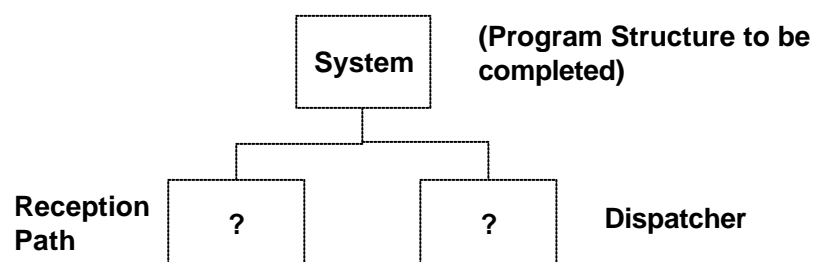 System
(Program Structure to be
completed)
Reception
Path
?
?
Dispatcher